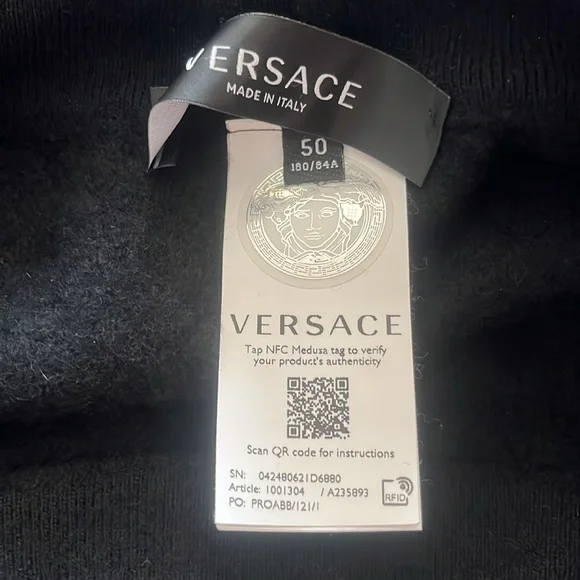 VERSACE
MADE IN ITALY
50
180/84A
VERSACE
Tap NFC Medusa tag to verify
your product's authenticity
Scan QR code for instructions
SN: 042480621D6880
Article: 1001304 / A235893
PO: PROABB/121/1
RFID